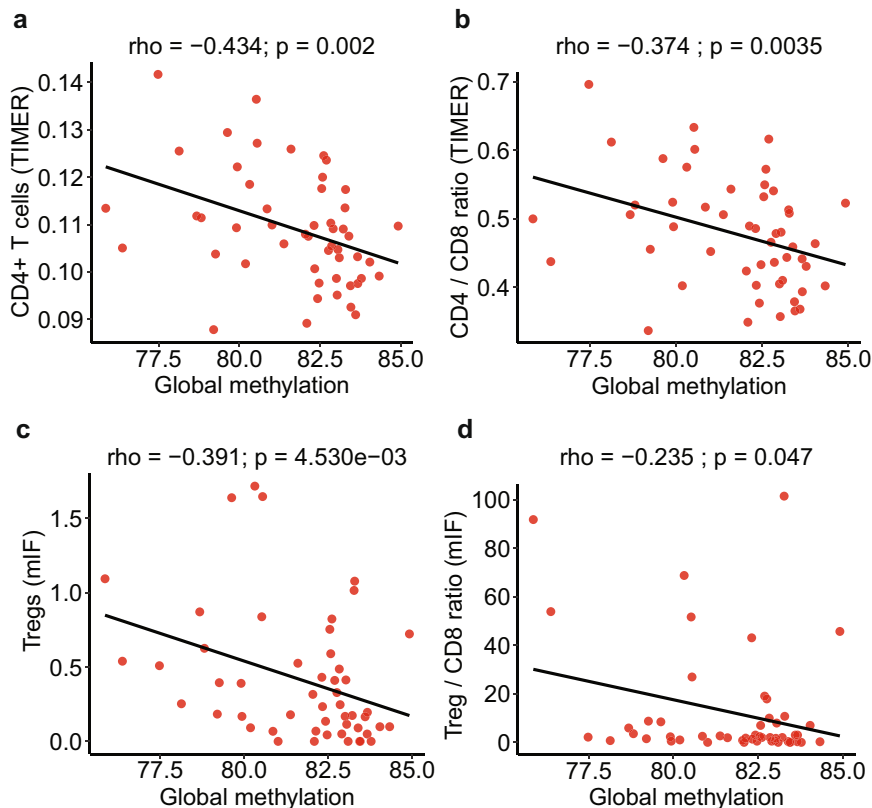 a
rho = −0.434; p = 0.002
CD4+ T cells (TIMER)
0.14
0.13
0.12
0.11
0.10
0.09
77.5 80.0 82.5 85.0
Global methylation
b
rho = −0.374 ; p = 0.0035
CD4 / CD8 ratio (TIMER)
0.7
0.6
0.5
0.4
77.5 80.0 82.5 85.0
Global methylation
c
rho = −0.391; p = 4.530e−03
Tregs (mIF)
1.5
1.0
0.5
0.0
77.5 80.0 82.5 85.0
Global methylation
d
rho = −0.235 ; p = 0.047
Treg / CD8 ratio (mIF)
100
80
60
40
20
0
77.5 80.0 82.5 85.0
Global methylation